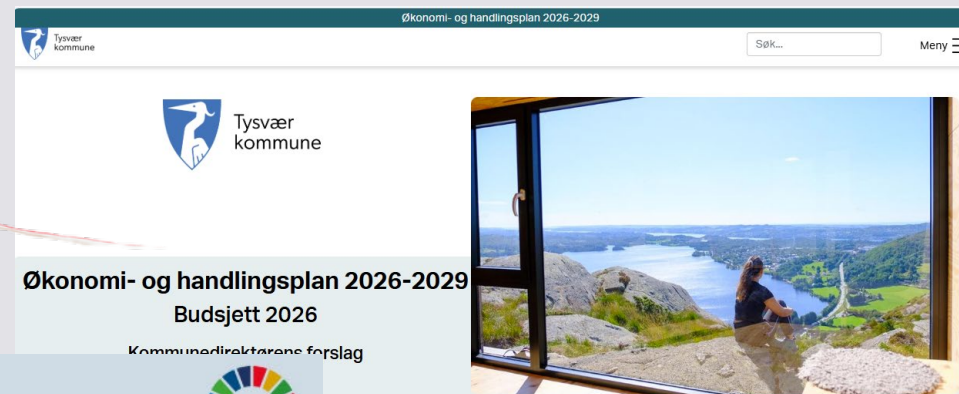 Økonomi- og handlingsplan 2026-2029
Tysvær
kommune
Søk...
Meny
Tysvær
kommune
Økonomi- og handlingsplan 2026-2029
Budsjett 2026
Kommunedirektørens forslag